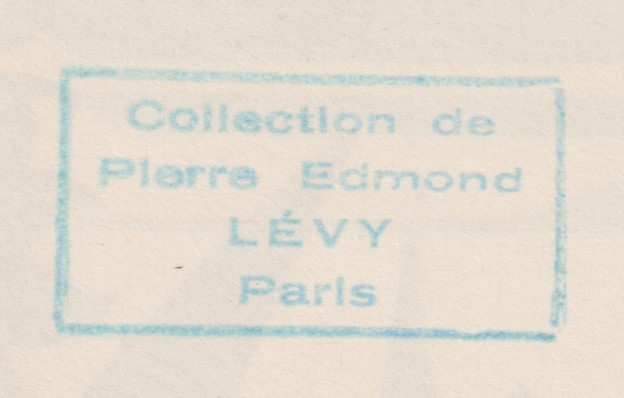 Collection de
Pierre Edmond
LÉVY
Paris